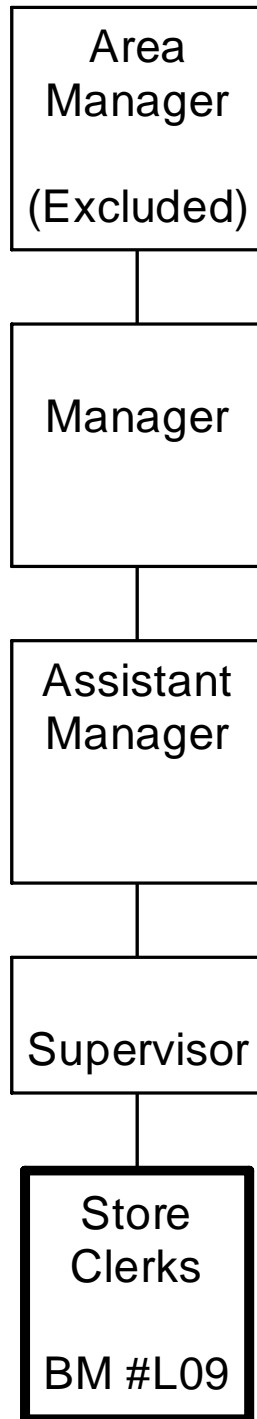 Area
Manager
(Excluded)
Manager
Assistant
Manager
Supervisor
Store
Clerks
BM #L09